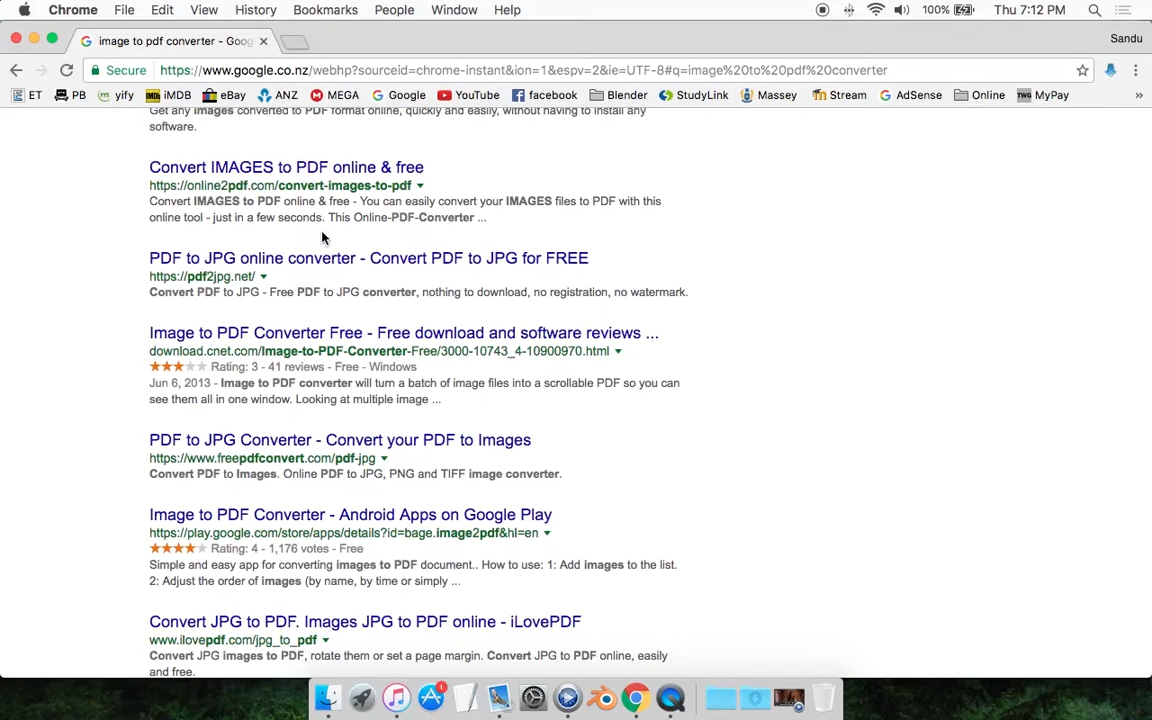 Chrome File Edit View History Bookmarks People Window Help 100% Thu 7:12 PM
image to pdf converter - Goog Sandu
Secure https://www.google.co.nz/webhp?sourceid=chrome-instant&ion=1&espv=2&ie=UTF-8#q=image%20to%20pdf%20converter
ET PB yify iMDB eBay ANZ MEGA Google YouTube facebook Blender StudyLink Massey Stream AdSense Online MyPay »
Get any images converted to PDF format online, quickly and easily, without having to install any
software.
Convert IMAGES to PDF online & free
https://online2pdf.com/convert-images-to-pdf
Convert IMAGES to PDF online & free - You can easily convert your IMAGES files to PDF with this
online tool - just in a few seconds. This Online-PDF-Converter ...
PDF to JPG online converter - Convert PDF to JPG for FREE
https://pdf2jpg.net/
Convert PDF to JPG - Free PDF to JPG converter, nothing to download, no registration, no watermark.
Image to PDF Converter Free - Free download and software reviews ...
download.cnet.com/Image-to-PDF-Converter-Free/3000-10743_4-10900970.html
Rating: 3 - 41 reviews - Free - Windows
Jun 6, 2013 - Image to PDF converter will turn a batch of image files into a scrollable PDF so you can
see them all in one window. Looking at multiple image ...
PDF to JPG Converter - Convert your PDF to Images
https://www.freepdfconvert.com/pdf-jpg
Convert PDF to Images. Online PDF to JPG, PNG and TIFF image converter.
Image to PDF Converter - Android Apps on Google Play
https://play.google.com/store/apps/details?id=bage.image2pdf&hl=en
Rating: 4 - 1,176 votes - Free
Simple and easy app for converting images to PDF document.. How to use: 1: Add images to the list.
2: Adjust the order of images (by name, by time or simply ...
Convert JPG to PDF. Images JPG to PDF online - iLovePDF
www.ilovepdf.com/jpg_to_pdf
Convert JPG images to PDF, rotate them or set a page margin. Convert JPG to PDF online, easily
and free.
1